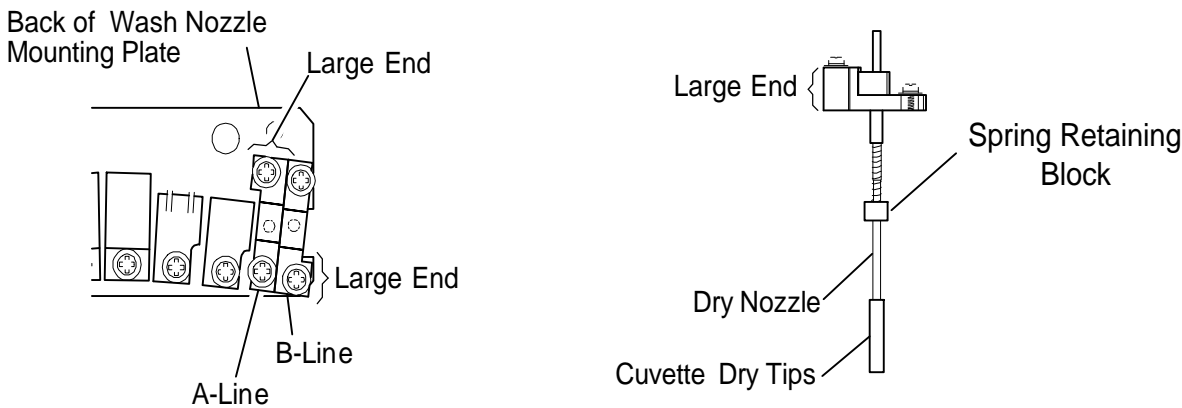 Back of Wash Nozzle
Mounting Plate
Large End
Large End
B-Line
A-Line
Large End
Spring Retaining
Block
Dry Nozzle
Cuvette Dry Tips